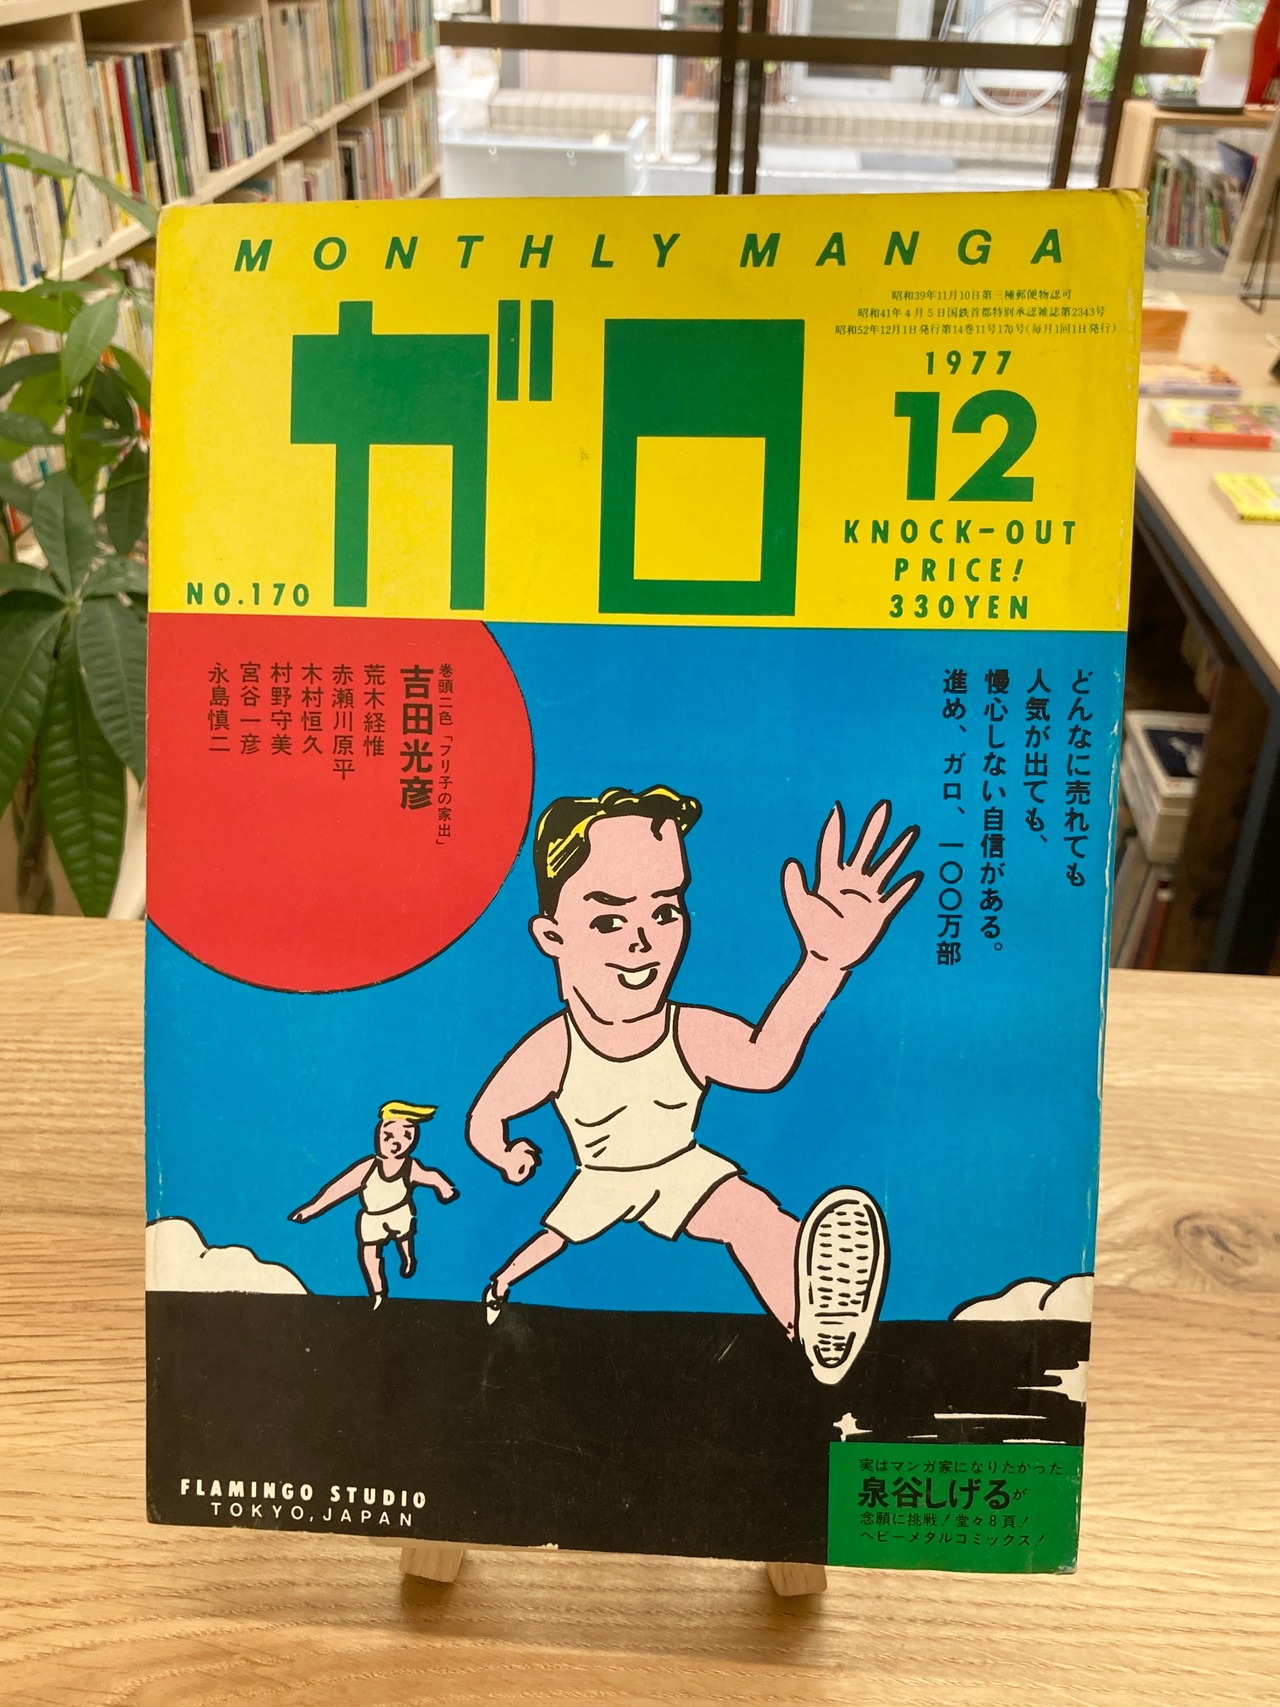 MONTHLY MANGA
昭和39年11月10日第三種郵便物認可
昭和41年4月5日国鉄首都特別承認雑誌第2343号
昭和52年12月1日発行第14巻11号170号(毎月1回1日発行)
ガロ
1977
12
KNOCK-OUT
PRICE!
330YEN
NO.170
どんなに売れても
人気が出ても、
慢心しない自信がある。
進め、ガロ、一〇〇万部
巻頭二色「フリ子の家出」
吉田光彦
荒木経惟
赤瀬川原平
木村恒久
村野守美
宮谷一彦
永島慎二
FLAMINGO STUDIO
TOKYO, JAPAN
実はマンガ家になりたかった
泉谷しげるが
念願に挑戦!堂々8頁!
ヘビーメタルコミックス!